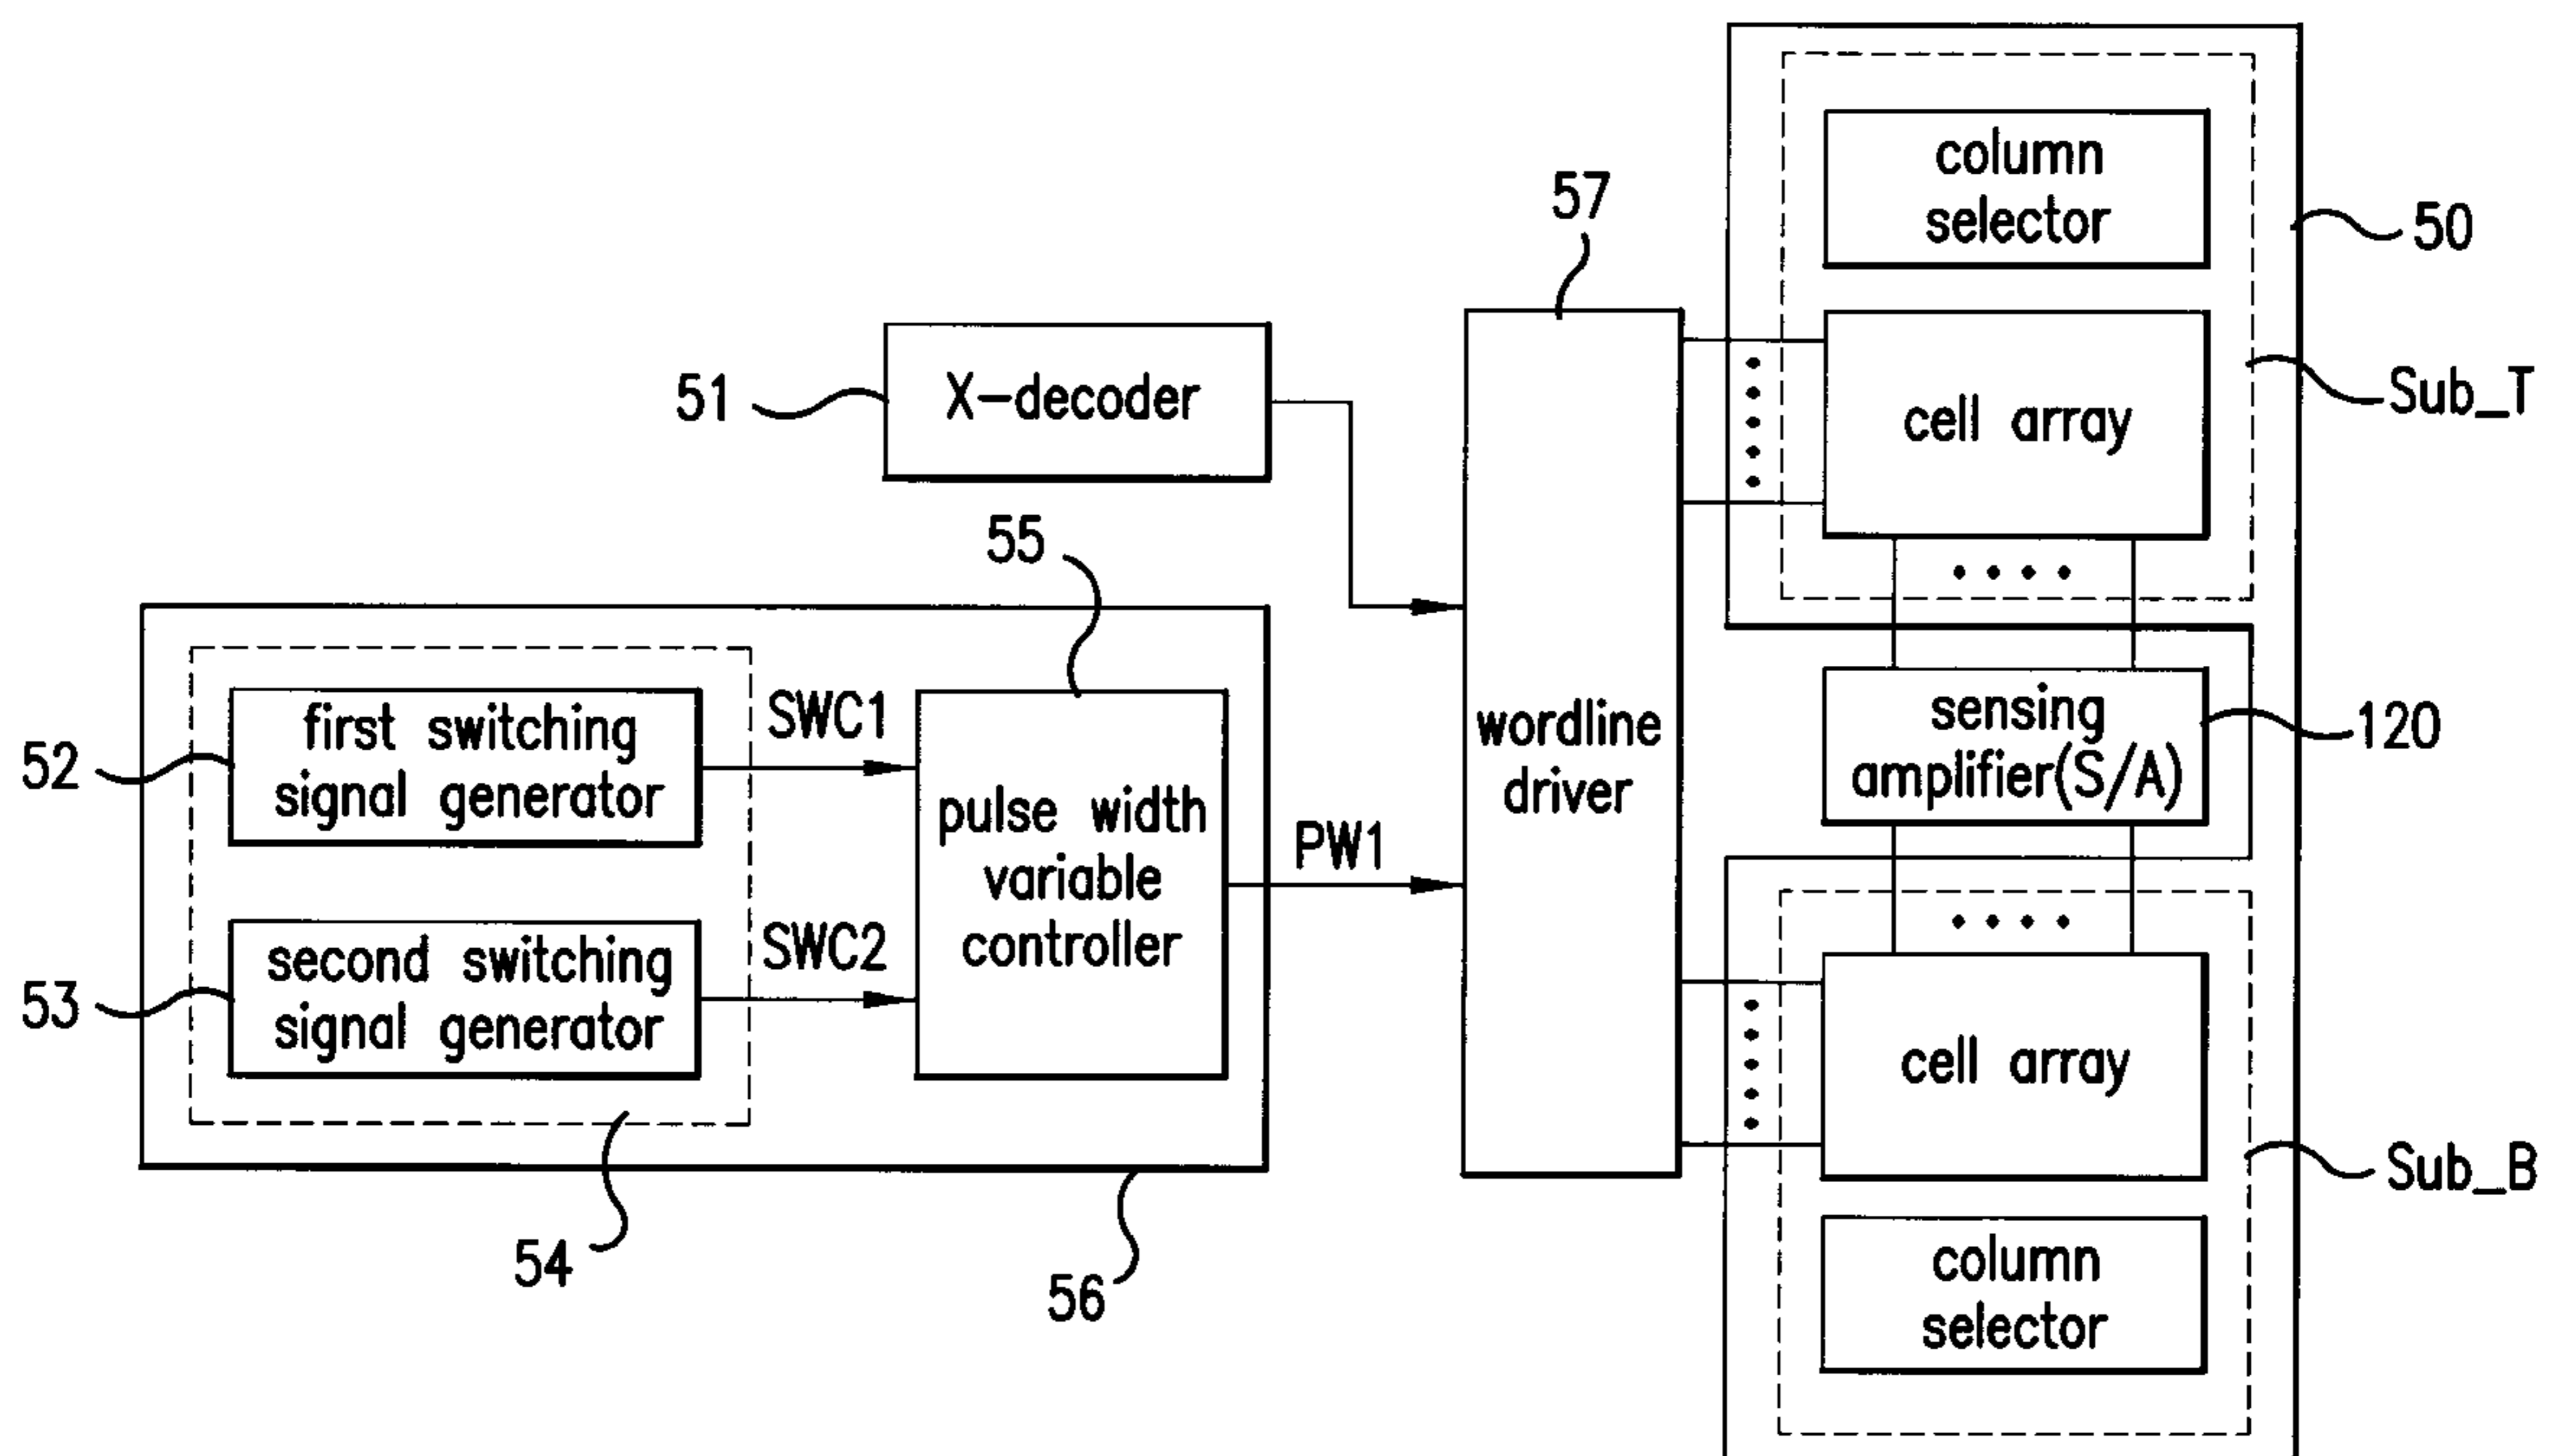 column
selector
50
57
X-decoder
51
cell array
Sub_T
55
first switching
signal generator
52
SWC1
pulse width
variable
controller
second switching
signal generator
53
SWC2
54
56
PW1
wordline
driver
sensing
amplifier(S/A)
120
cell array
Sub_B
column
selector